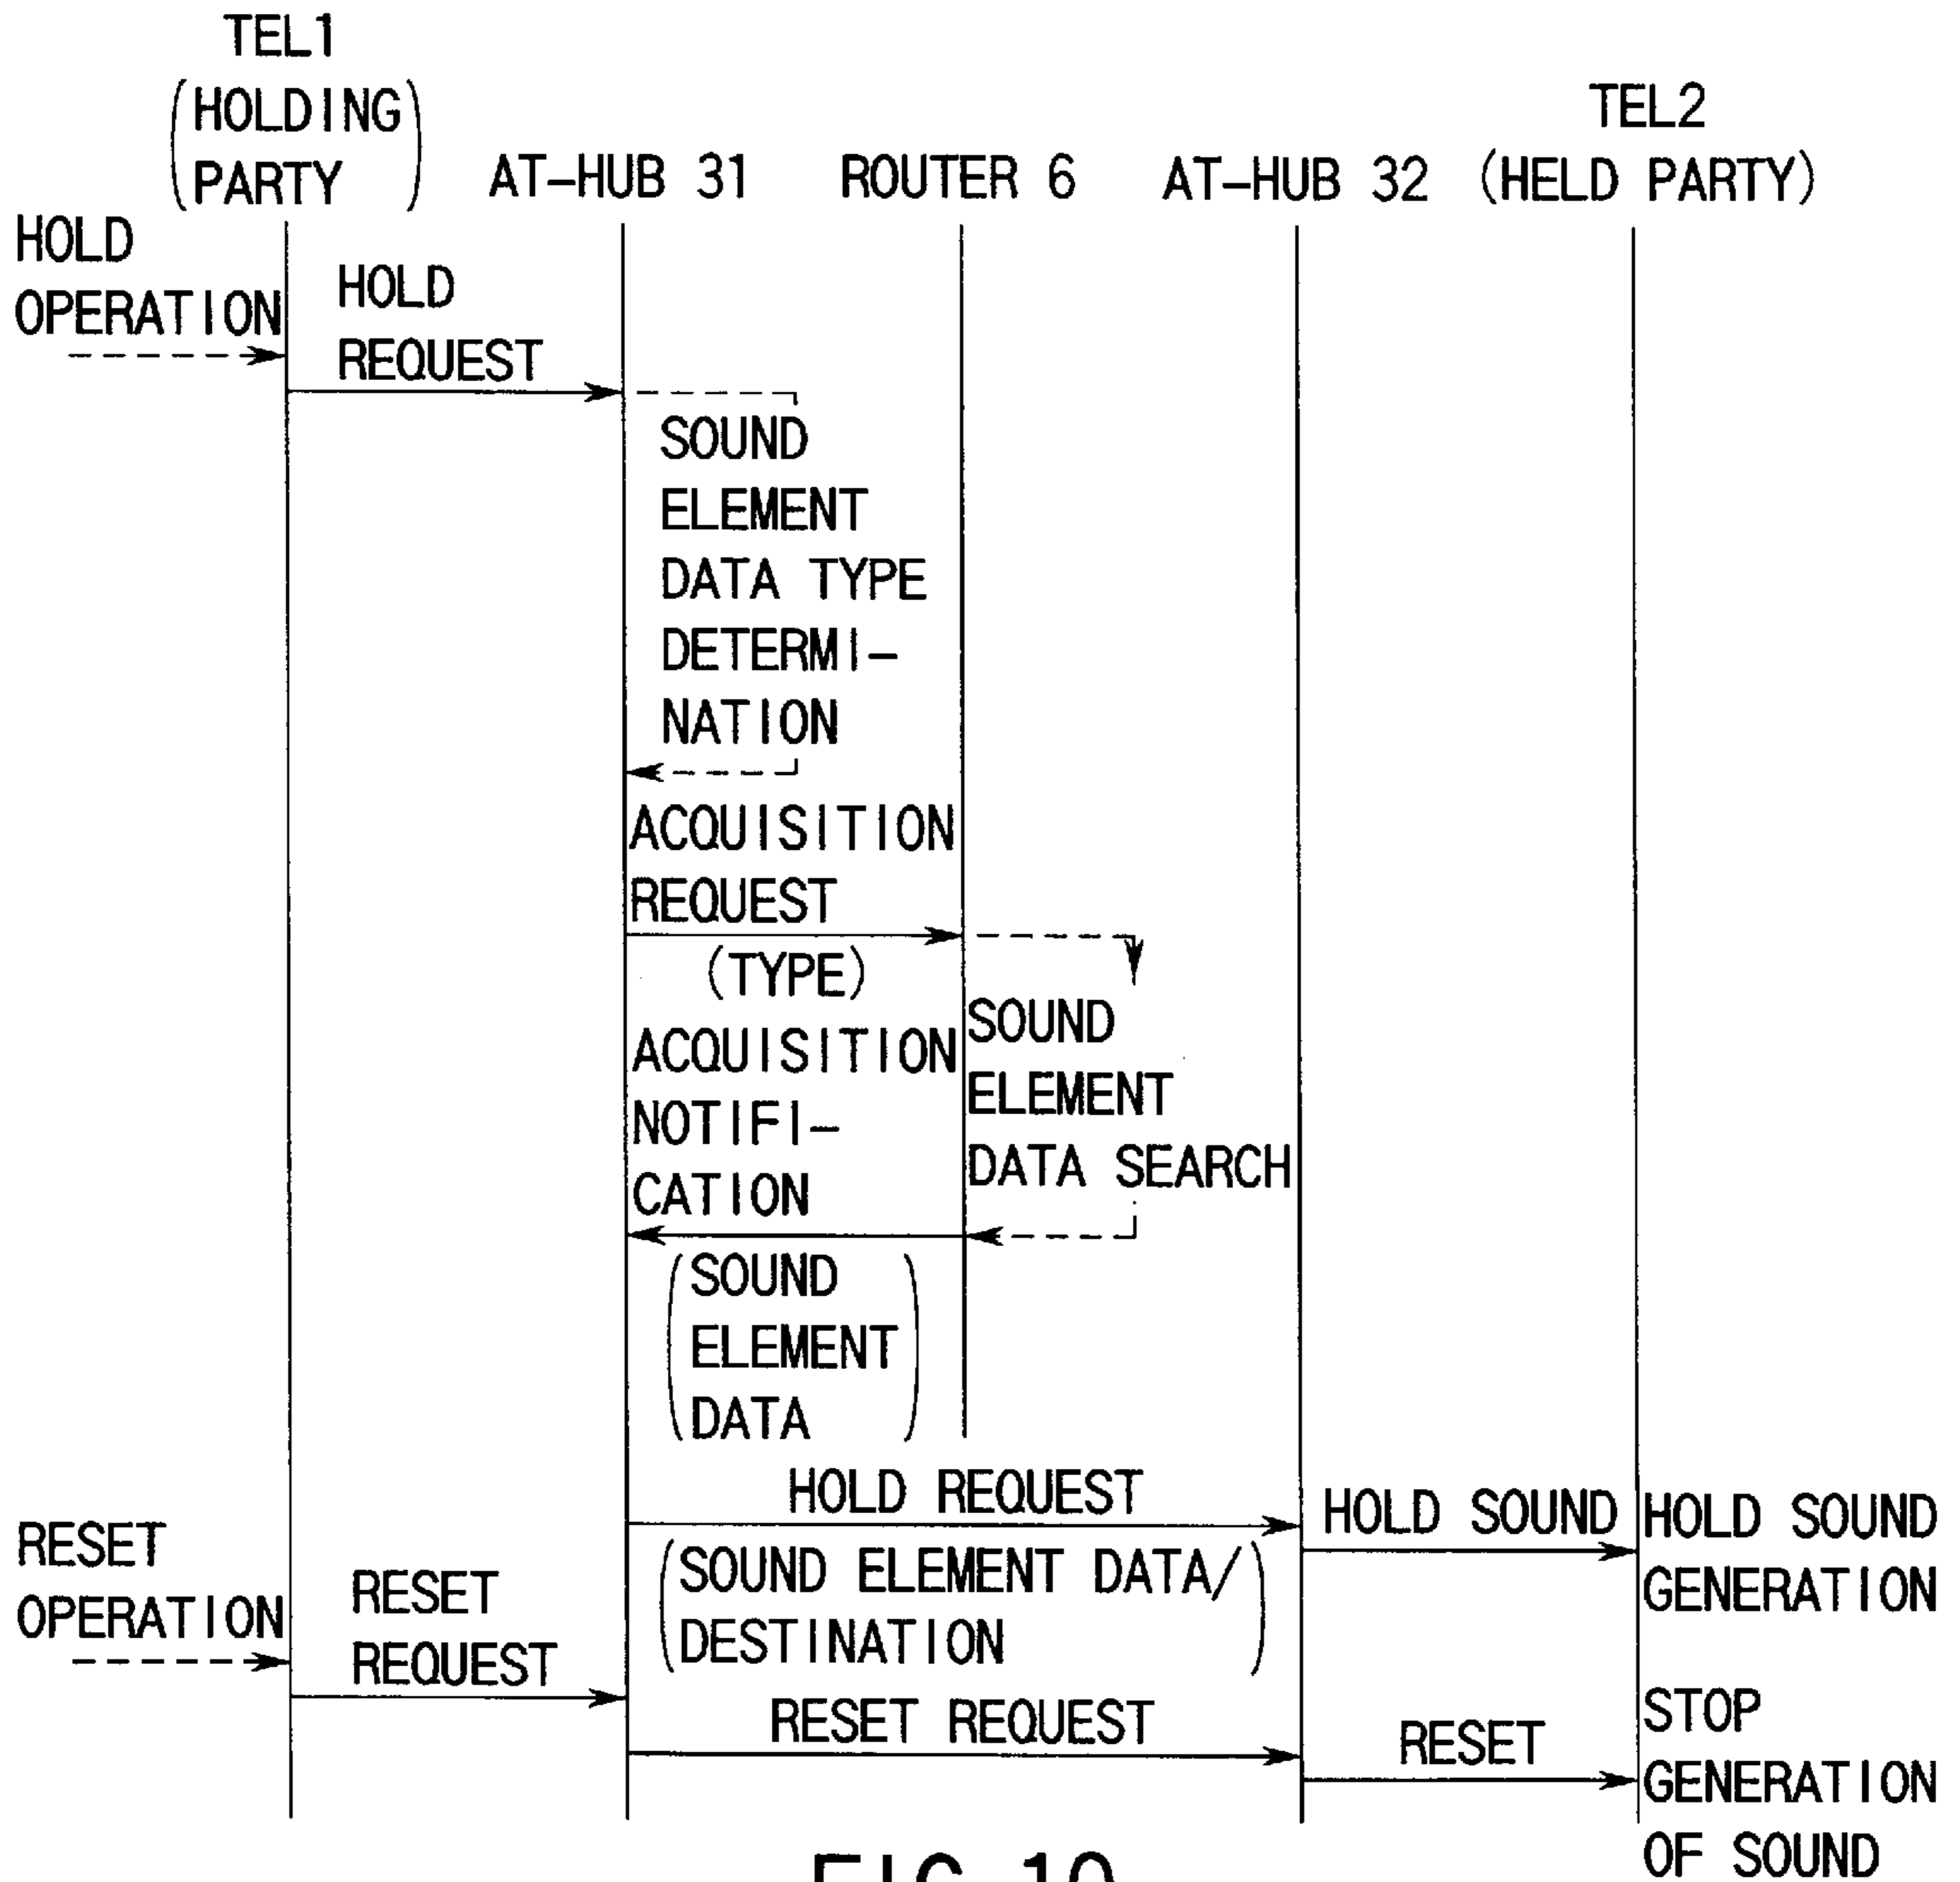 TEL1
(HOLDING
PARTY)
AT-HUB 31
ROUTER 6
AT-HUB 32
TEL2
(HELD PARTY)
HOLD
OPERATION
HOLD
REQUEST
SOUND
ELEMENT
DATA TYPE
DETERMI-
NATION
ACQUISITION
REQUEST
(TYPE)
ACQUISITION
NOTIFI-
CATION
SOUND
ELEMENT
DATA SEARCH
(SOUND
ELEMENT
DATA)
HOLD REQUEST
(SOUND ELEMENT DATA/
DESTINATION)
HOLD SOUND
HOLD SOUND
GENERATION
RESET
OPERATION
RESET
REQUEST
RESET REQUEST
RESET
STOP
GENERATION
OF SOUND